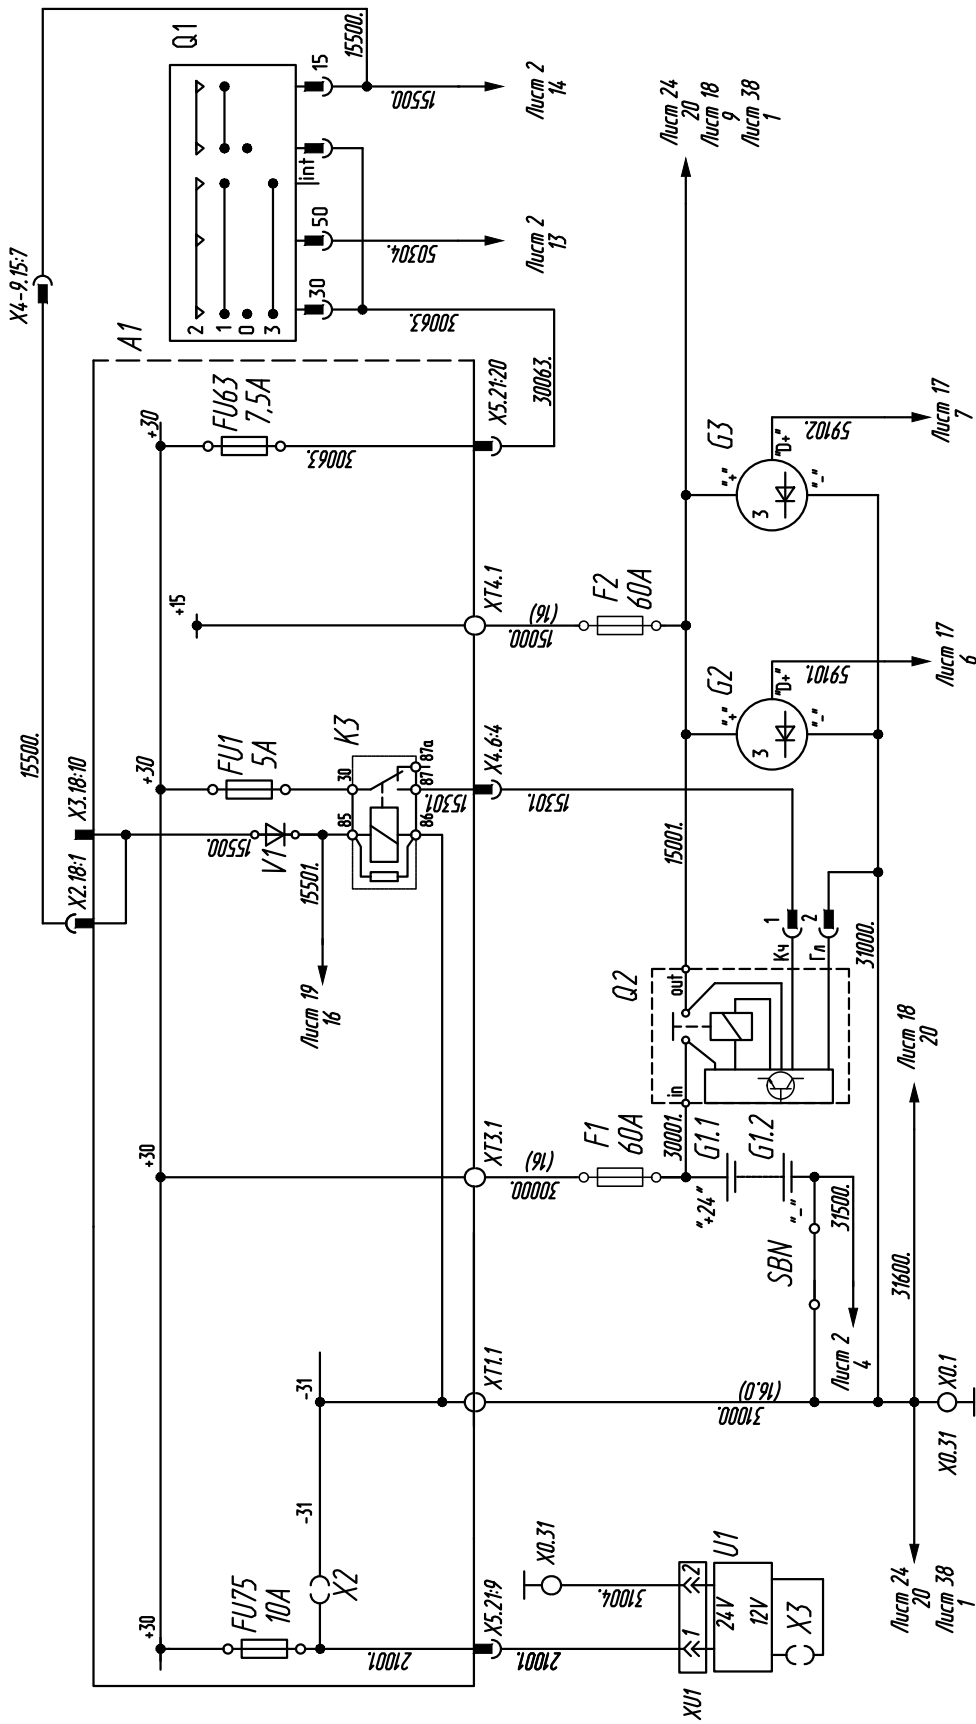 +30
FU75
10A
X2
-31
-31
21001.
X5.21:9
21001.
XU1
1
2
24V
12V
U1
X3
X0.31
31004.
+30
30000.
(16)
XT3.1
F1
60A
30001.
XT1.1
31000.
(16.0)
"+24"
G1.1
G1.2
"-"
SBN
31500.
Лист 2
4
31600.
Лист 18
20
Лист 24
20
Лист 38
1
X0.31
X0.1
Q2
in
out
Кч
1
Гл
2
31000.
15001.
15500.
X2.18:1
X3.18:10
15500.
V1
15501.
Лист 19
16
+30
FU1
5A
K3
30
85
86
87
87a
15301.
X4.6:4
15301.
+15
XT4.1
15000.
(16)
F2
60A
G2
"+"
"D+"
"-"
3
59101.
Лист 17
6
G3
"+"
"D+"
"-"
3
59102.
Лист 17
7
+30
FU63
7,5A
30063.
X5.21:20
30063.
30063.
A1
X4-9.15:7
Q1
2
1
0
3
30
50
int
15
50304.
Лист 2
13
15500.
15500.
Лист 2
14
Лист 24
20
Лист 18
9
Лист 38
1